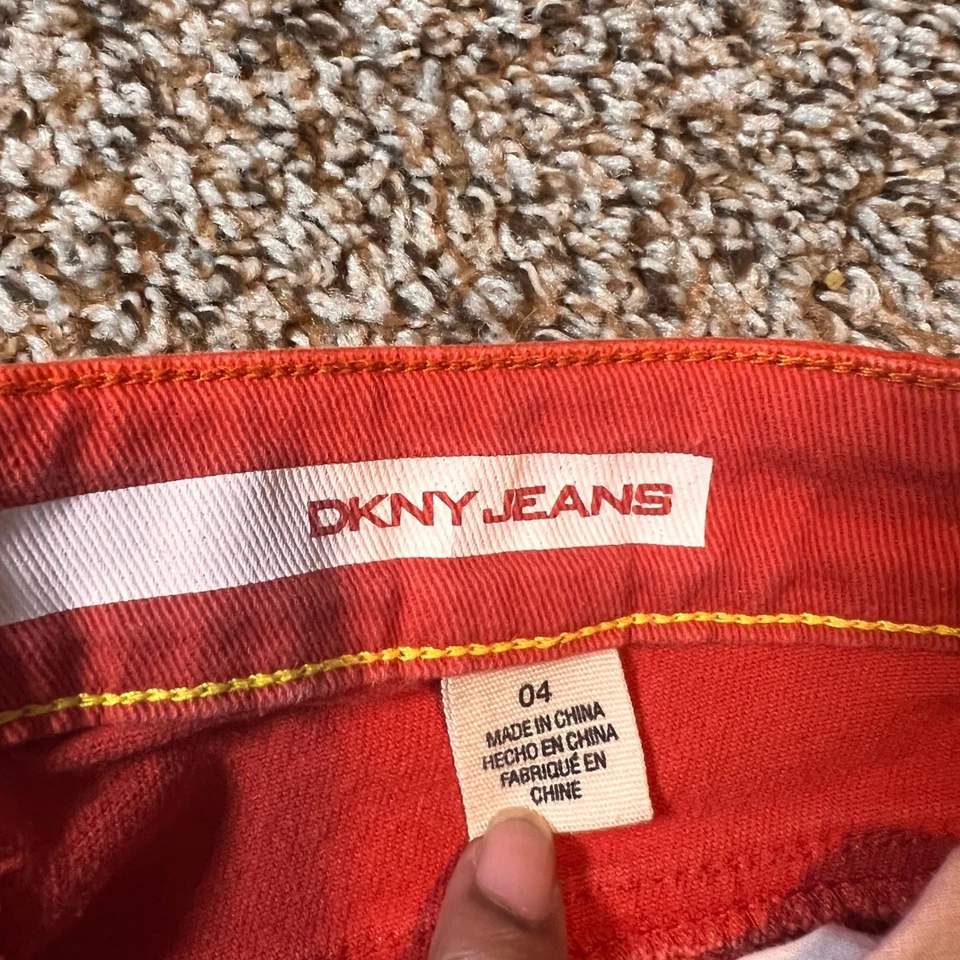 DKNY JEANS
04
MADE IN CHINA
HECHO EN CHINA
FABRIQUÉ EN
CHINE